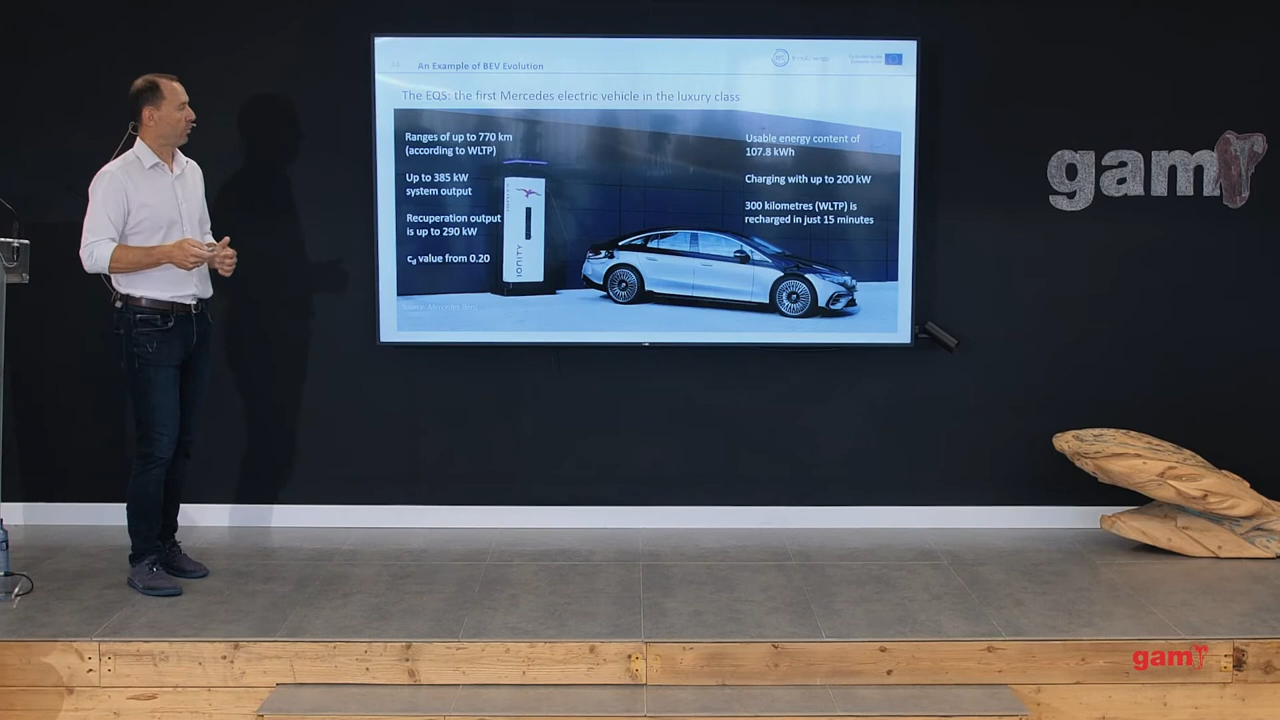 An Example of BEV Evolution
The EQS: the first Mercedes electric vehicle in the luxury class
Ranges of up to 770 km
(according to WLTP)
Up to 385 kW
system output
Recuperation output
is up to 290 kW
cd value from 0.20
Usable energy content of
107.8 kWh
Charging with up to 200 kW
300 kilometres (WLTP) is
recharged in just 15 minutes
IONITY
Source: Mercedes-Benz
gam
gam